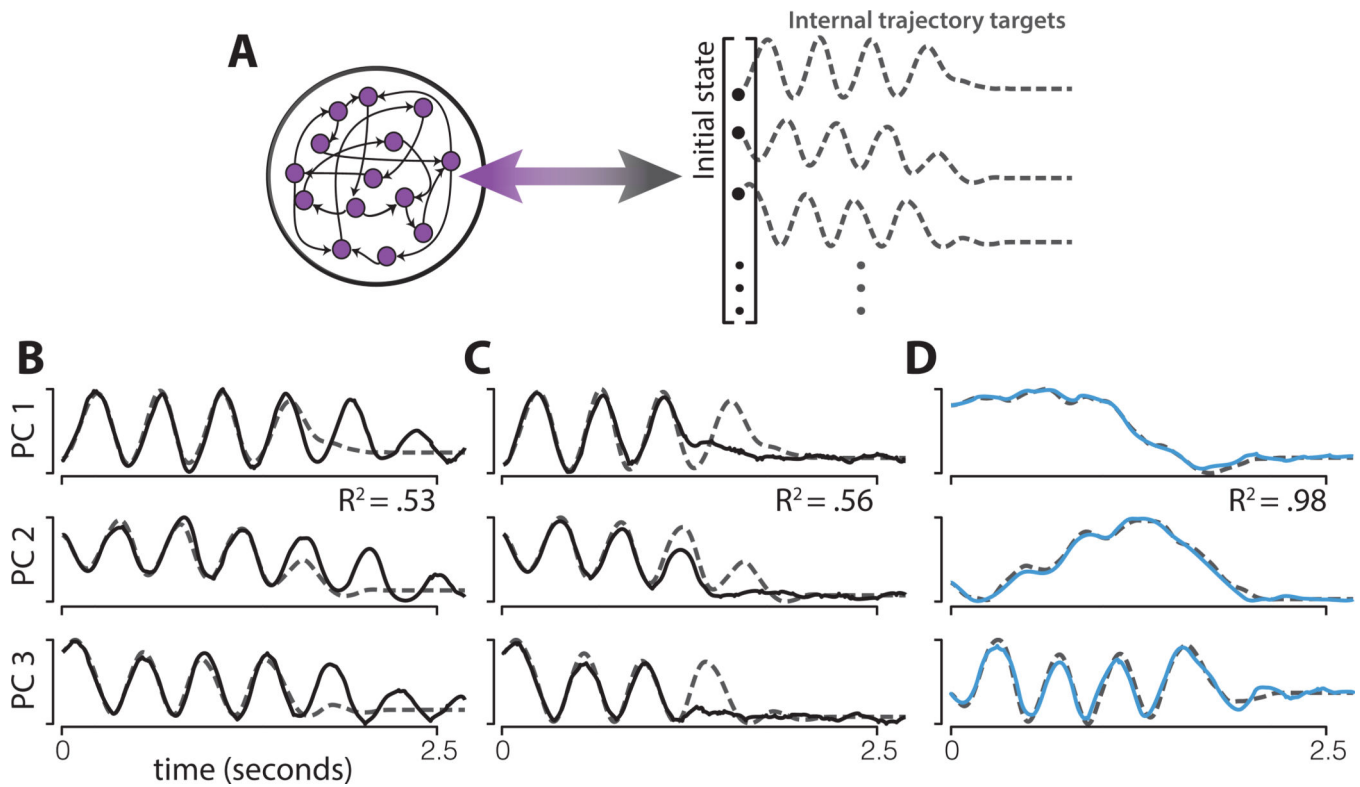 A
Internal trajectory targets
Initial state
B
C
D
PC 1
R² = .53
R² = .56
R² = .98
PC 2
PC 3
0
2.5
0
2.5
0
2.5
time (seconds)